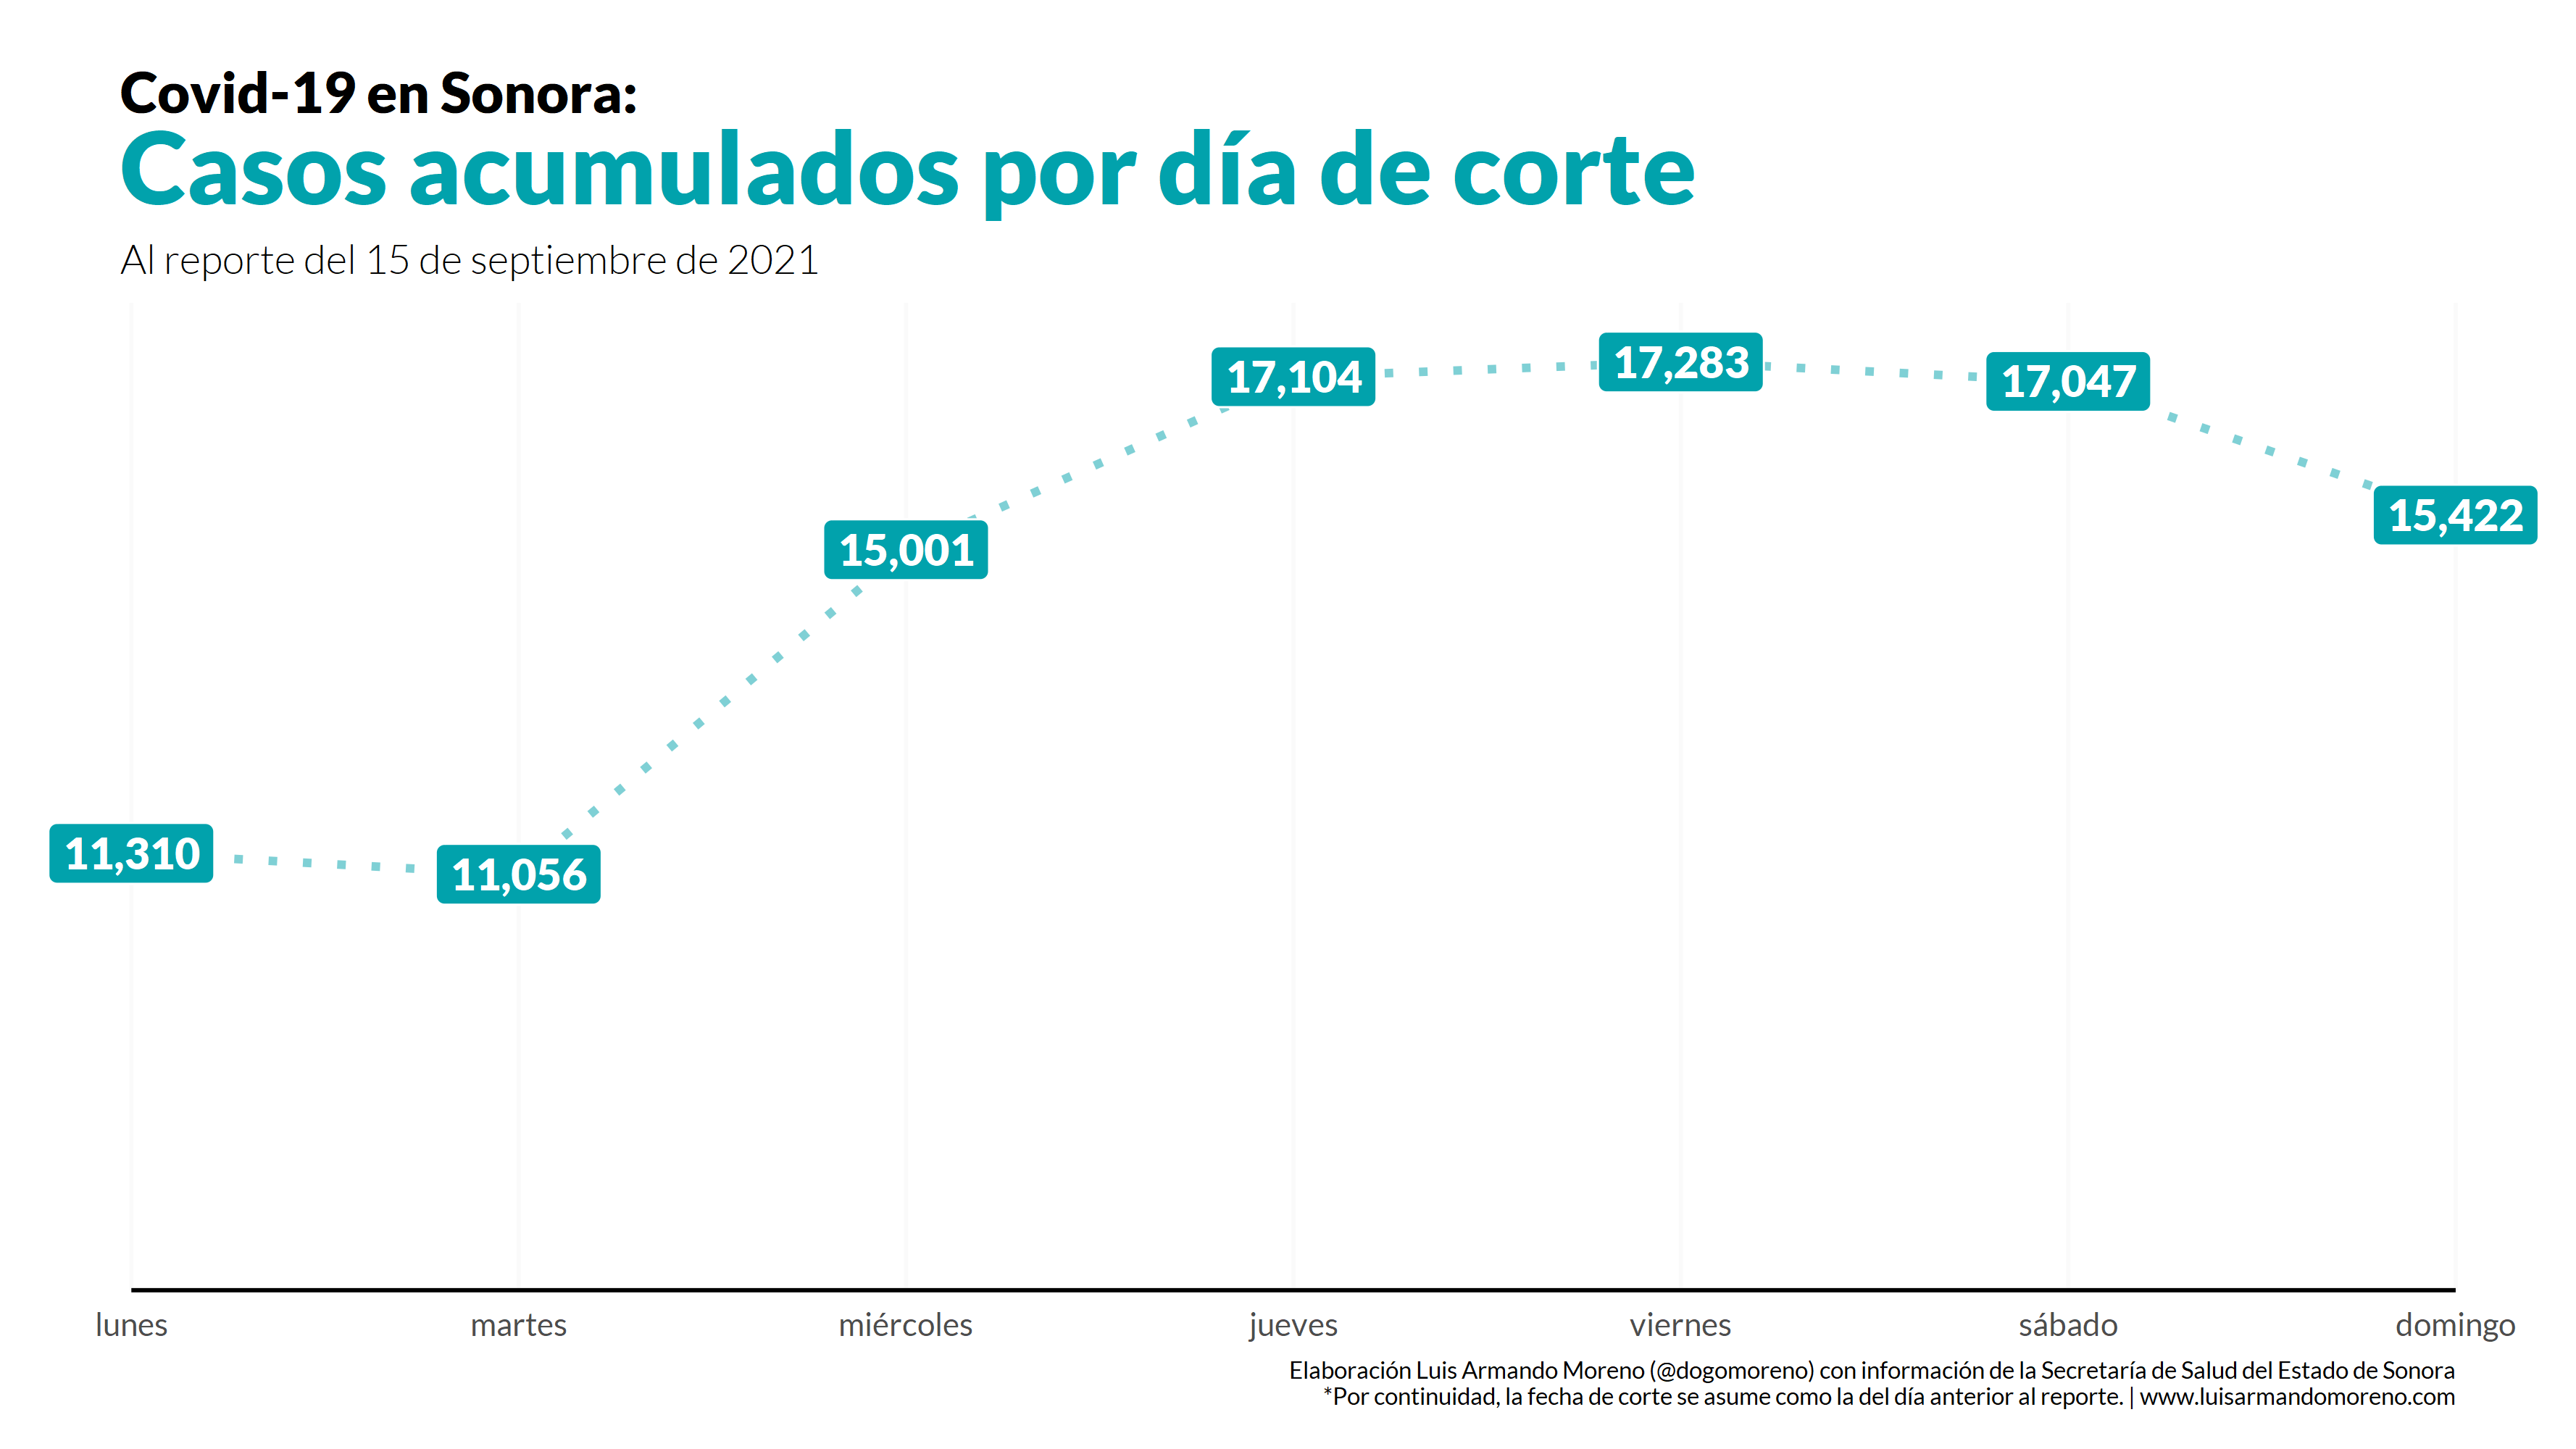 Covid-19 en Sonora:
Casos acumulados por día de corte
Al reporte del 15 de septiembre de 2021
11,310
11,056
15,001
17,104
17,283
17,047
15,422
lunes martes miércoles jueves viernes sábado domingo
Elaboración Luis Armando Moreno (@dogomoreno) con información de la Secretaría de Salud del Estado de Sonora
*Por continuidad, la fecha de corte se asume como la del día anterior al reporte. | www.luisarmandomoreno.com